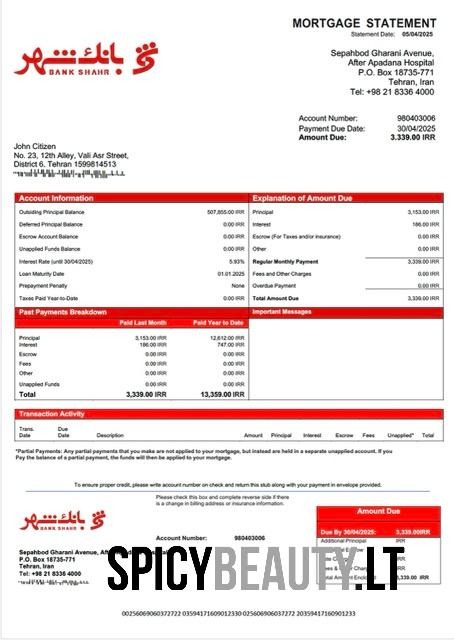 MORTGAGE STATEMENT
Statement Date: 05/04/2025
بانك شهر
BANK SHAHR
Sepahbod Gharani Avenue,
After Apadana Hospital
P.O. Box 18735-771
Tehran, Iran
Tel: +98 21 8336 4000
Account Number: 980403006
Payment Due Date: 30/04/2025
Amount Due: 3.339.00 IRR
John Citizen
No. 23, 12th Alley, Vali Asr Street,
District 6. Tehran 1599814513
Account Information
Outsiding Principal Balance 507,855.00 IRR
Deferred Principal Balance 0.00 IRR
Escrow Account Balance 0.00 IRR
Unapplied Funds Balance 0.00 IRR
Interest Rate (until 30/04/2025) 5.93%
Loan Maturity Date 01.01.2025
Prepayment Penalty None
Taxes Paid Year-to-Date 0.00 IRR
Explanation of Amount Due
Principal 3,153.00 IRR
Interest 186.00 IRR
Escrow (For Taxes and/or insurance) 0.00 IRR
Other 0.00 IRR
Regular Monthly Payment 3,339.00 IRR
Fees and Other Charges 0.00 IRR
Overdue Payment 0.00 IRR
Total Amount Due 3,339.00 IRR
Past Payments Breakdown
Paid Last Month Paid Year to Date
Principal 3,153.00 IRR 12,612.00 IRR
Interest 186.00 IRR 747.00 IRR
Escrow 0.00 IRR 0.00 IRR
Fees 0.00 IRR 0.00 IRR
Other 0.00 IRR 0.00 IRR
Unapplied Funds 0.00 IRR 0.00 IRR
Total 3,339.00 IRR 13,359.00 IRR
Important Messages
Transaction Activity
Trans. Date Due Date Description Amount Principal Interest Escrow Fees Unapplied* Total
*Partial Payments: Any partial payments that you make are not applied to your mortgage, but instead are held in a separate unapplied account. If you
Pay the balance of a partial payment, the funds will then be applied to your mortgage.
To ensure proper credit, please write account number on check and return this stub along with your payment in envelope provided.
Please check this box and complete reverse side if there
is a change in billing address or insurance information.
بانك شهر
BANK SHAHR
Account Number: 980403006
Sepahbod Gharani Avenue, After
Tehran, Iran
Tel: +98 21 8336 4000
Amount Due
Due By 30/04/2025: 3,339.00IRR
Additional Principal IRR
IRR
IRR
3,339.00 IRR
SPICYBEAUTY.LT
0025606906037272 2 03594171609012330 0256069060372722 20359417160901233